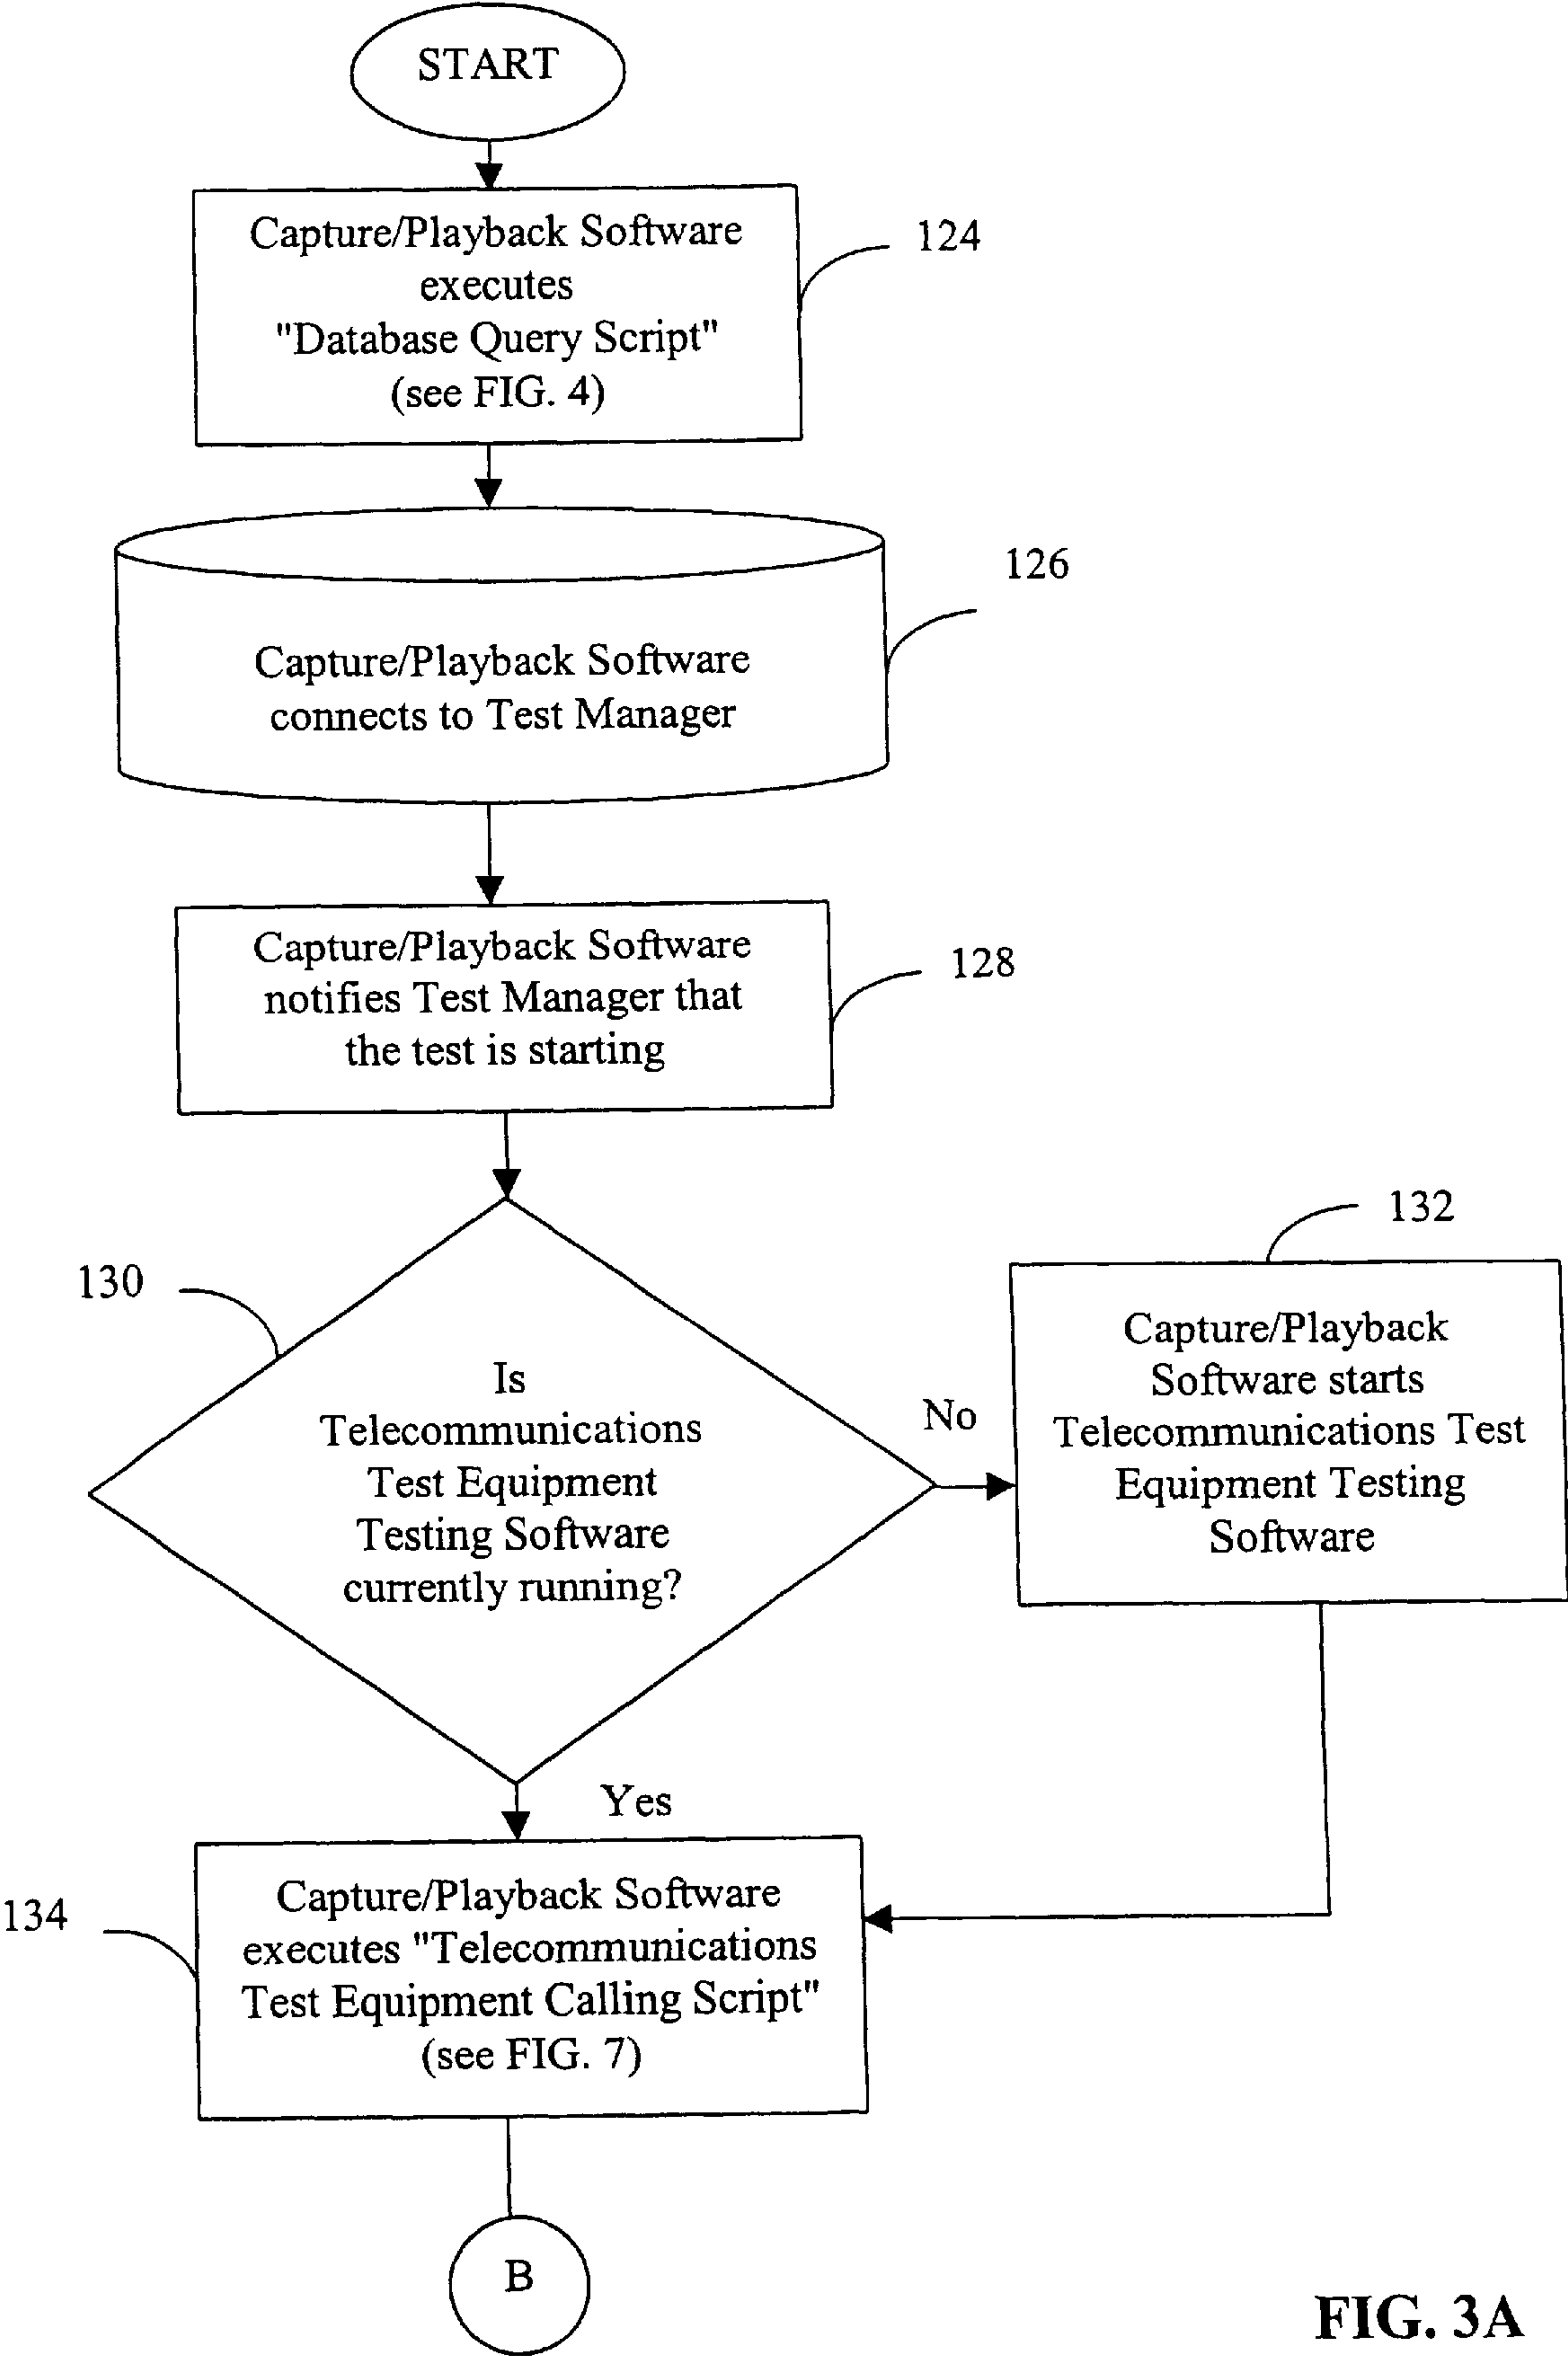 START
Capture/Playback Software
executes
"Database Query Script"
(see FIG. 4)
124
126
Capture/Playback Software
connects to Test Manager
Capture/Playback Software
notifies Test Manager that
the test is starting
128
130
Is
Telecommunications
Test Equipment
Testing Software
currently running?
No
132
Capture/Playback
Software starts
Telecommunications Test
Equipment Testing
Software
Yes
134
Capture/Playback Software
executes "Telecommunications
Test Equipment Calling Script"
(see FIG. 7)
B
FIG. 3A